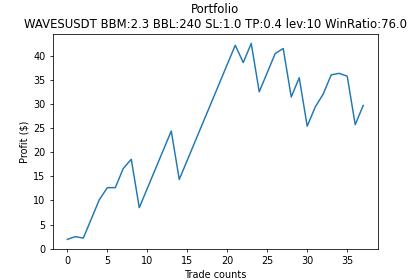 Portfolio
WAVESUSDT BBM:2.3 BBL:240 SL:1.0 TP:0.4 lev:10 WinRatio:76.0
Profit ($)
40
35
30
25
20
15
10
5
0
0 5 10 15 20 25 30 35
Trade counts